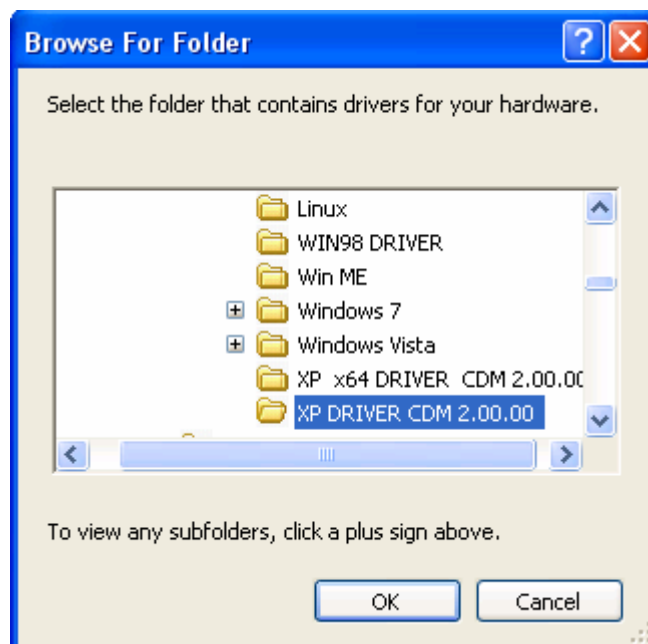 Browse For Folder
Select the folder that contains drivers for your hardware.
Linux
WIN98 DRIVER
Win ME
Windows 7
Windows Vista
XP x64 DRIVER CDM 2.00.00
XP DRIVER CDM 2.00.00
To view any subfolders, click a plus sign above.
OK Cancel